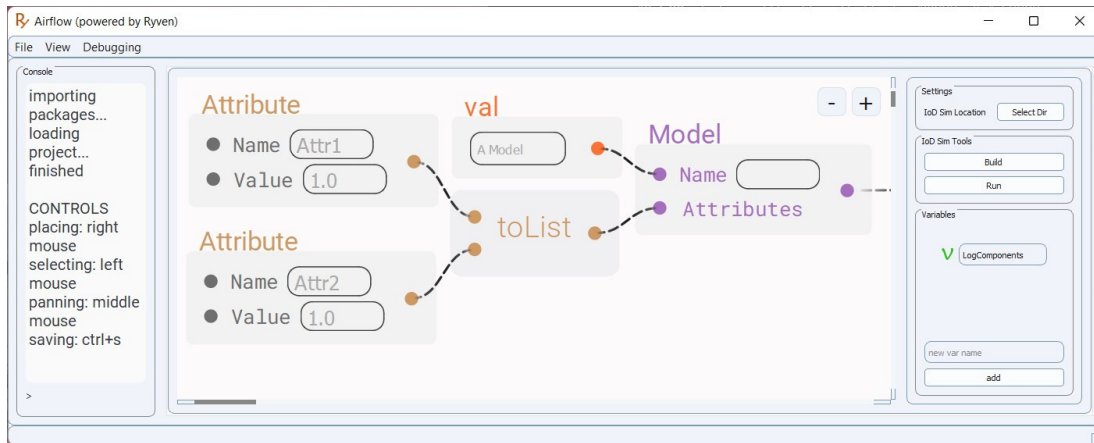 Airflow (powered by Ryven)
File View Debugging
Console
importing
packages...
loading
project...
finished
CONTROLS
placing: right
mouse
selecting: left
mouse
panning: middle
mouse
saving: ctrl+s
>
Attribute
Name Attr1
Value 1.0
Attribute
Name Attr2
Value 1.0
val
A Model
toList
Model
Name
Attributes
- +
Settings
IoD Sim Location Select Dir
IoD Sim Tools
Build
Run
Variables
V LogComponents
new var name
add